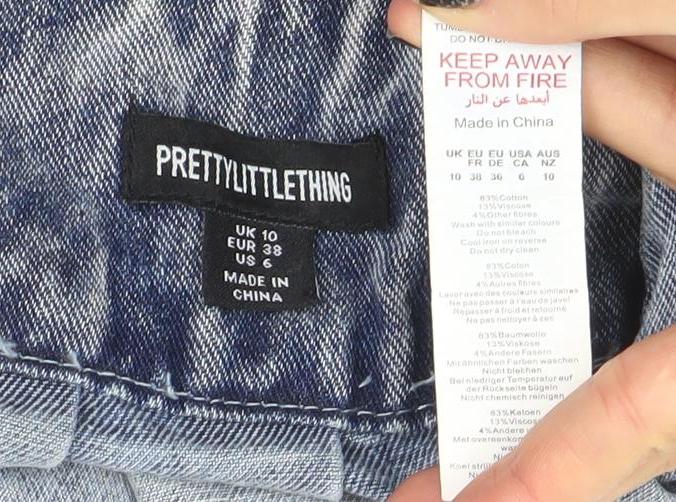 PRETTYLITTLETHING
UK 10
EUR 38
US 6
MADE IN
CHINA
KEEP AWAY
FROM FIRE
أبعدها عن النار
Made in China
UK EU EU USA AUS
FR DE CA NZ
10 38 36 6 10
83%Cotton
13%Viscose
4%Other fibres
Wash with similar colours
Do not bleach
Cool iron on reverse
Do not dry clean
83%Coton
13%Viscose
4%Autres fibres
Laver avec des couleurs similaires
Ne pas passer à l'eau de javel
Repasser à froid et retourné
Ne pas nettoyer à sec
83%Baumwolle
13%Viskose
4%Andere Fasern
Mit ähnlichen Farben waschen
Nicht bleichen
Bei niedriger Temperatur auf
der Rückseite bügeln
Nicht chemisch reinigen
83%Katoen
13%Viscose
4%Andere